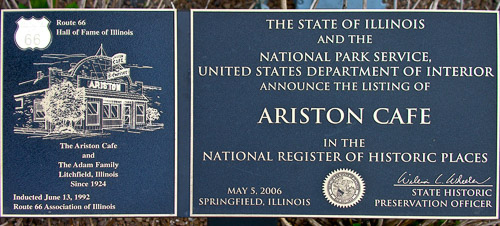 Route 66
Hall of Fame of Illinois
66
CAFE
ARISTON
The Ariston Cafe
and
The Adam Family
Litchfield, Illinois
Since 1924
Inducted June 13, 1992
Route 66 Association of Illinois
THE STATE OF ILLINOIS
AND THE
NATIONAL PARK SERVICE,
UNITED STATES DEPARTMENT OF INTERIOR
ANNOUNCE THE LISTING OF
ARISTON CAFE
IN THE
NATIONAL REGISTER OF HISTORIC PLACES
MAY 5, 2006
SPRINGFIELD, ILLINOIS
William L. Wheeler
STATE HISTORIC
PRESERVATION OFFICER